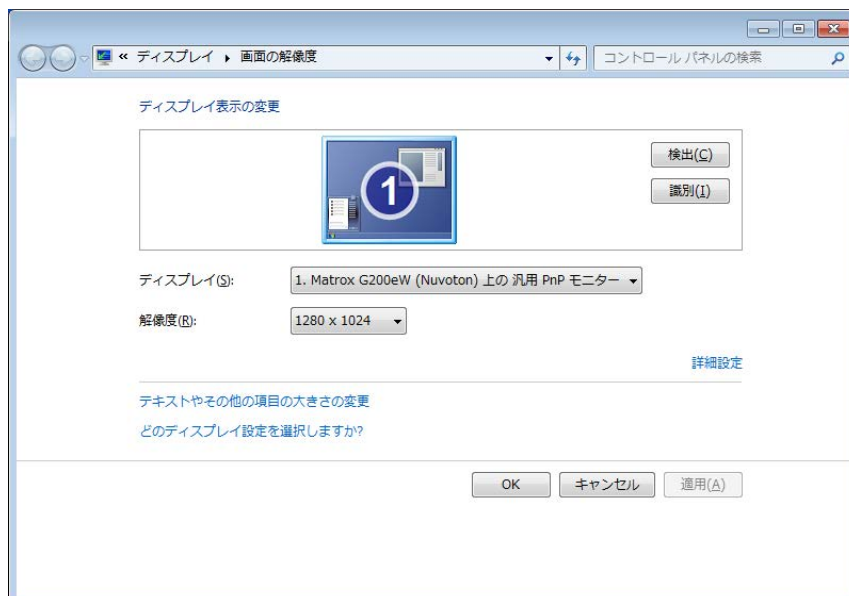 « ディスプレイ ▸ 画面の解像度
コントロール パネルの検索
ディスプレイ表示の変更
1
検出(C)
識別(I)
ディスプレイ(S):
1. Matrox G200eW (Nuvoton) 上の 汎用 PnP モニター
解像度(R):
1280 x 1024
詳細設定
テキストやその他の項目の大きさの変更
どのディスプレイ設定を選択しますか?
OK
キャンセル
適用(A)